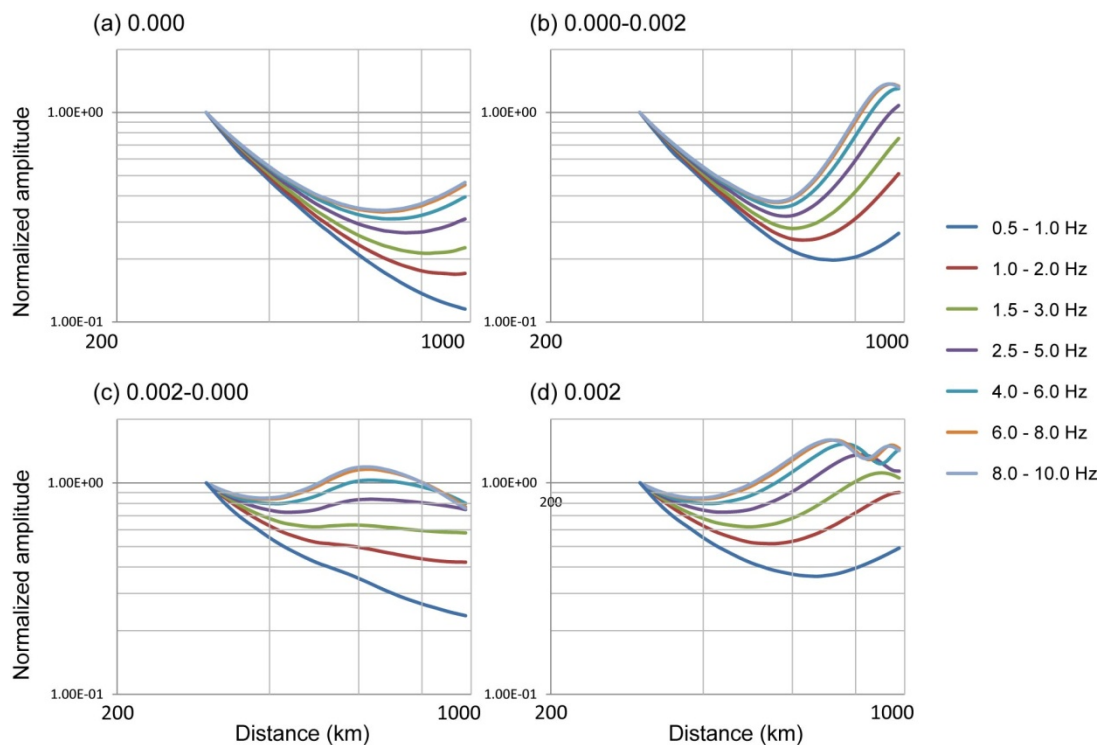 (a) 0.000
(b) 0.000-0.002
Normalized amplitude
1.00E+00
1.00E-01
200
1000
1.00E+00
1.00E-01
200
1000
0.5 - 1.0 Hz
1.0 - 2.0 Hz
1.5 - 3.0 Hz
2.5 - 5.0 Hz
4.0 - 6.0 Hz
6.0 - 8.0 Hz
8.0 - 10.0 Hz
(c) 0.002-0.000
(d) 0.002
Normalized amplitude
1.00E+00
1.00E-01
200
1000
Distance (km)
1.00E+00
200
1.00E-01
200
1000
Distance (km)